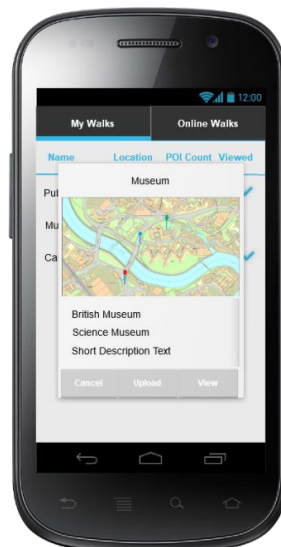 12:00
My Walks Online Walks
Name Location POI Count Viewed
Museum
Pu
Mu
Ca
British Museum
Science Museum
Short Description Text
Cancel Upload View